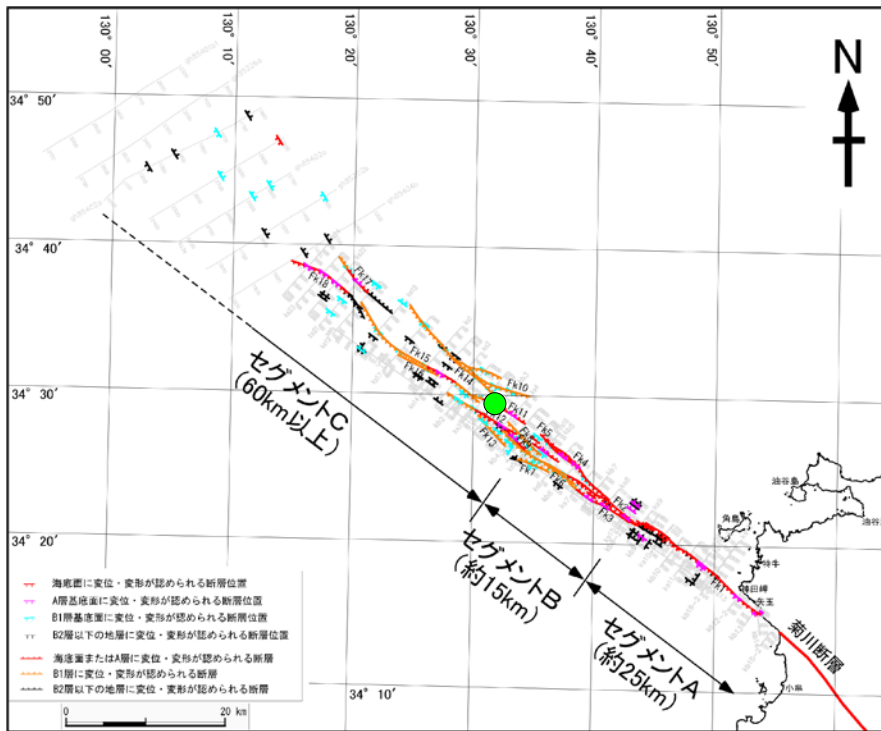 130° 00′
130° 10′
130° 20′
130° 30′
130° 40′
130° 50′
N
34° 50′
34° 40′
34° 30′
34° 20′
34° 10′
Fk17
Fk18
Fk15
Fk14
Fk10
Fk11
Fk5
Fk4
Fk13
Fk2
Fk3
Fk1
セグメントC
(60km以上)
セグメントB
(約15km)
セグメントA
(約25km)
油谷島
角島
特牛
神田岬
矢玉
菊川断層
小串
海底面に変位・変形が認められる断層位置
A層基底面に変位・変形が認められる断層位置
B1層基底面に変位・変形が認められる断層位置
B2層以下の地層に変位・変形が認められる断層位置
海底面またはA層に変位・変形が認められる断層
B1層に変位・変形が認められる断層
B2層以下の地層に変位・変形が認められる断層
0 20 km